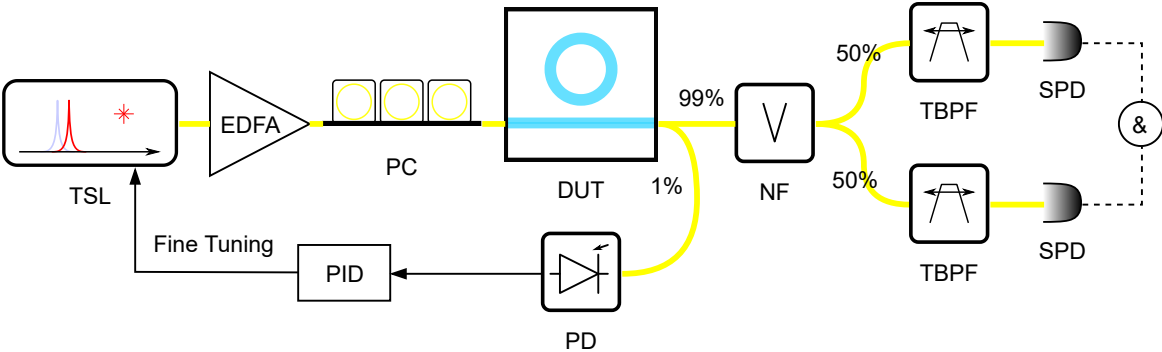 50%
TBPF
SPD
EDFA
99%
&
TSL
PC
DUT
1%
NF
50%
Fine Tuning
PID
PD
TBPF
SPD